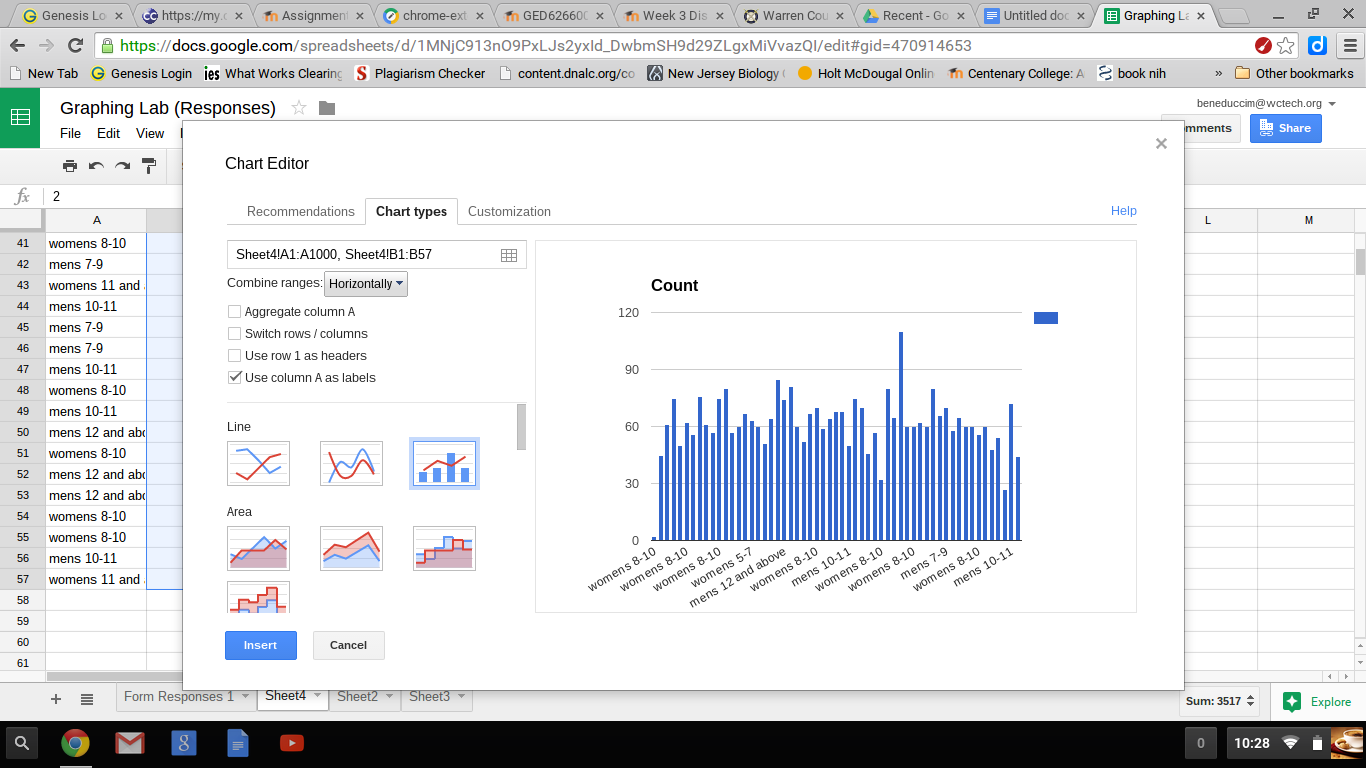 Genesis Lo
https://my.c
Assignment
chrome-ext
GED626600
Week 3 Dis
Warren Cou
Recent - Go
Untitled doc
Graphing La
https://docs.google.com/spreadsheets/d/1MNjC913nO9PxLJs2yxId_DwbmSH9d29ZLgxMiVvazQI/edit#gid=470914653
New Tab
Genesis Login
ies What Works Clearing
Plagiarism Checker
content.dnalc.org/co
New Jersey Biology
Holt McDougal Onlin
Centenary College: A
book nih
»
Other bookmarks
Graphing Lab (Responses)
beneduccim@wctech.org
File Edit View
mments
Share
fx 2
A L M
41 womens 8-10
42 mens 7-9
43 womens 11 and
44 mens 10-11
45 mens 7-9
46 mens 7-9
47 mens 10-11
48 womens 8-10
49 mens 10-11
50 mens 12 and abo
51 womens 8-10
52 mens 12 and abo
53 mens 12 and abo
54 womens 8-10
55 womens 8-10
56 mens 10-11
57 womens 11 and
58
59
60
61
Chart Editor
Recommendations Chart types Customization Help
Sheet4!A1:A1000, Sheet4!B1:B57
Combine ranges: Horizontally
Aggregate column A
Switch rows / columns
Use row 1 as headers
Use column A as labels
Line
Area
Insert Cancel
Count
120
90
60
30
0
womens 8-10
womens 8-10
womens 8-10
womens 5-7
mens 12 and above
womens 8-10
mens 10-11
womens 8-10
womens 8-10
mens 7-9
womens 8-10
mens 10-11
Form Responses 1 Sheet4 Sheet2 Sheet3
Sum: 3517
Explore
8
0
10:28